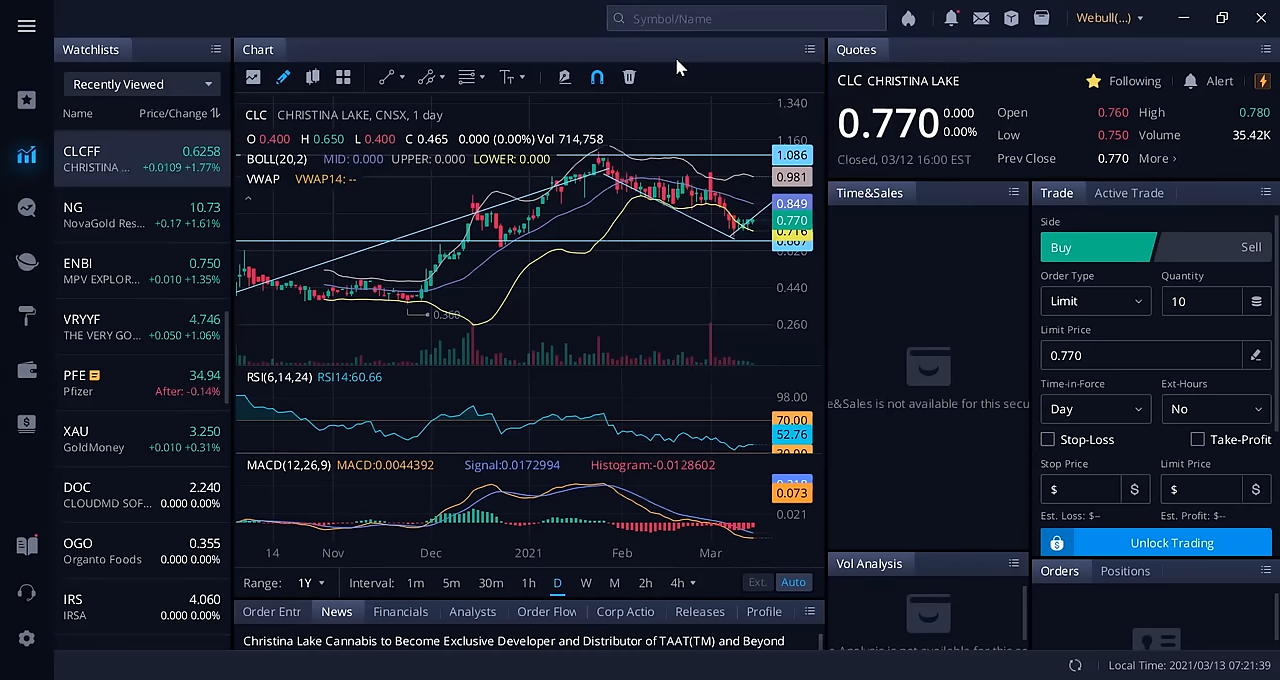 Symbol/Name
Webull(...)
Watchlists
Recently Viewed
Name Price/Change
CLCFF 0.6258
CHRISTINA ... +0.0109 +1.77%
NG 10.73
NovaGold Res... +0.17 +1.61%
ENBI 0.750
MPV EXPLOR... +0.010 +1.35%
VRYYF 4.746
THE VERY GO... +0.050 +1.06%
PFE 34.94
Pfizer After: -0.14%
XAU 3.250
GoldMoney +0.010 +0.31%
DOC 2.240
CLOUDMD SOF... 0.000 0.00%
OGO 0.355
Organto Foods 0.000 0.00%
IRS 4.060
IRSA 0.000 0.00%
Chart
CLC CHRISTINA LAKE, CNSX, 1 day
O 0.400 H 0.650 L 0.400 C 0.465 0.000 (0.00%) Vol 714,758
BOLL(20,2) MID: 0.000 UPPER: 0.000 LOWER: 0.000
VWAP VWAP14: --
1.340
1.160
1.086
0.981
0.849
0.770
0.716
0.667
0.620
0.440
0.260
0.360
RSI(6,14,24) RSI14:60.66
98.00
70.00
52.76
30.00
MACD(12,26,9) MACD:0.0044392 Signal:0.0172994 Histogram:-0.0128602
0.073
0.021
14 Nov Dec 2021 Feb Mar
Range: 1Y Interval: 1m 5m 30m 1h D W M 2h 4h Ext. Auto
Order Entr News Financials Analysts Order Flow Corp Actio Releases Profile
Christina Lake Cannabis to Become Exclusive Developer and Distributor of TAAT(TM) and Beyond
Quotes
CLC CHRISTINA LAKE Following Alert
0.770 0.000 0.00%
Open 0.760 High 0.780
Low 0.750 Volume 35.42K
Prev Close 0.770 More
Closed, 03/12 16:00 EST
Time&Sales
e&Sales is not available for this secu
Vol Analysis
Trade Active Trade
Side
Buy Sell
Order Type Quantity
Limit 10
Limit Price
0.770
Time-in-Force Ext-Hours
Day No
Stop-Loss Take-Profit
Stop Price Limit Price
$ $ $ $
Est. Loss: $-- Est. Profit: $--
Unlock Trading
Orders Positions
Local Time: 2021/03/13 07:21:39